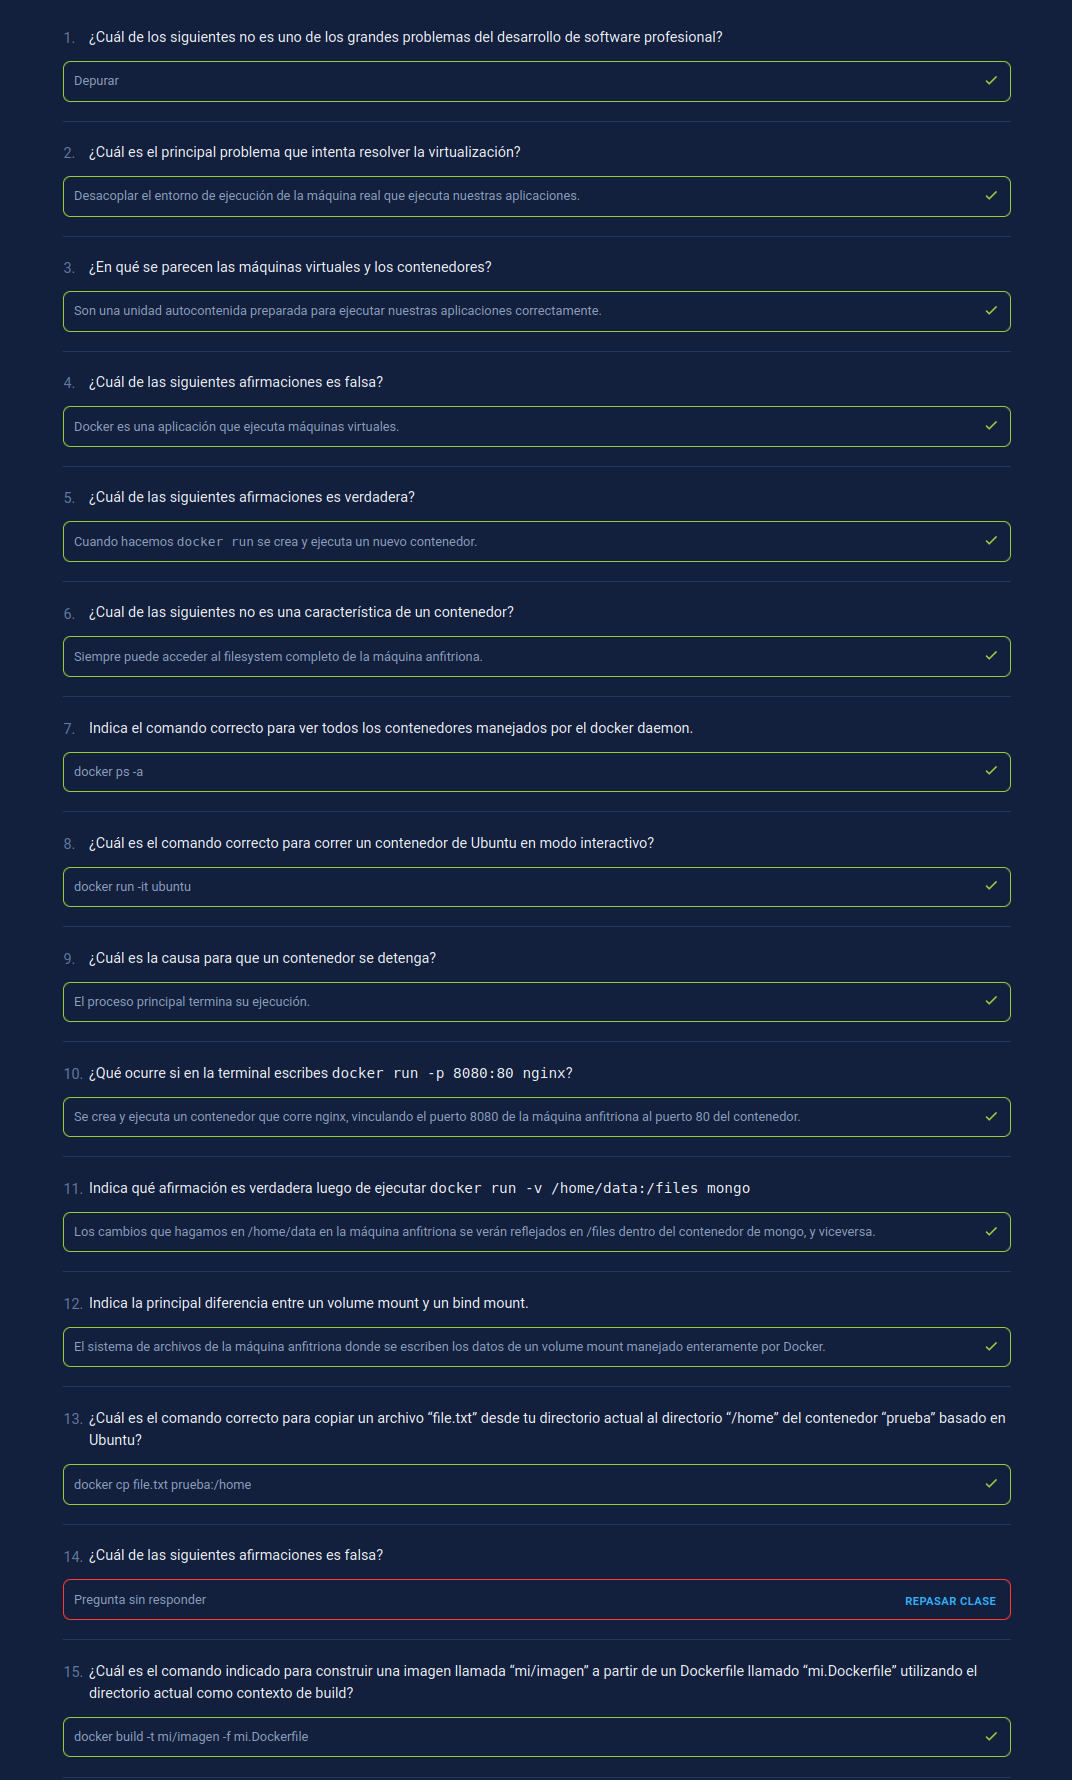 1. ¿Cuál de los siguientes no es uno de los grandes problemas del desarrollo de software profesional?
Depurar
2. ¿Cuál es el principal problema que intenta resolver la virtualización?
Desacoplar el entorno de ejecución de la máquina real que ejecuta nuestras aplicaciones.
3. ¿En qué se parecen las máquinas virtuales y los contenedores?
Son una unidad autocontenida preparada para ejecutar nuestras aplicaciones correctamente.
4. ¿Cuál de las siguientes afirmaciones es falsa?
Docker es una aplicación que ejecuta máquinas virtuales.
5. ¿Cuál de las siguientes afirmaciones es verdadera?
Cuando hacemos docker run se crea y ejecuta un nuevo contenedor.
6. ¿Cual de las siguientes no es una característica de un contenedor?
Siempre puede acceder al filesystem completo de la máquina anfitriona.
7. Indica el comando correcto para ver todos los contenedores manejados por el docker daemon.
docker ps -a
8. ¿Cuál es el comando correcto para correr un contenedor de Ubuntu en modo interactivo?
docker run -it ubuntu
9. ¿Cuál es la causa para que un contenedor se detenga?
El proceso principal termina su ejecución.
10. ¿Qué ocurre si en la terminal escribes docker run -p 8080:80 nginx?
Se crea y ejecuta un contenedor que corre nginx, vinculando el puerto 8080 de la máquina anfitriona al puerto 80 del contenedor.
11. Indica qué afirmación es verdadera luego de ejecutar docker run -v /home/data:/files mongo
Los cambios que hagamos en /home/data en la máquina anfitriona se verán reflejados en /files dentro del contenedor de mongo, y viceversa.
12. Indica la principal diferencia entre un volume mount y un bind mount.
El sistema de archivos de la máquina anfitriona donde se escriben los datos de un volume mount manejado enteramente por Docker.
13. ¿Cuál es el comando correcto para copiar un archivo “file.txt” desde tu directorio actual al directorio “/home” del contenedor “prueba” basado en
Ubuntu?
docker cp file.txt prueba:/home
14. ¿Cuál de las siguientes afirmaciones es falsa?
Pregunta sin responder REPASAR CLASE
15. ¿Cuál es el comando indicado para construir una imagen llamada “mi/imagen” a partir de un Dockerfile llamado “mi.Dockerfile” utilizando el
directorio actual como contexto de build?
docker build -t mi/imagen -f mi.Dockerfile